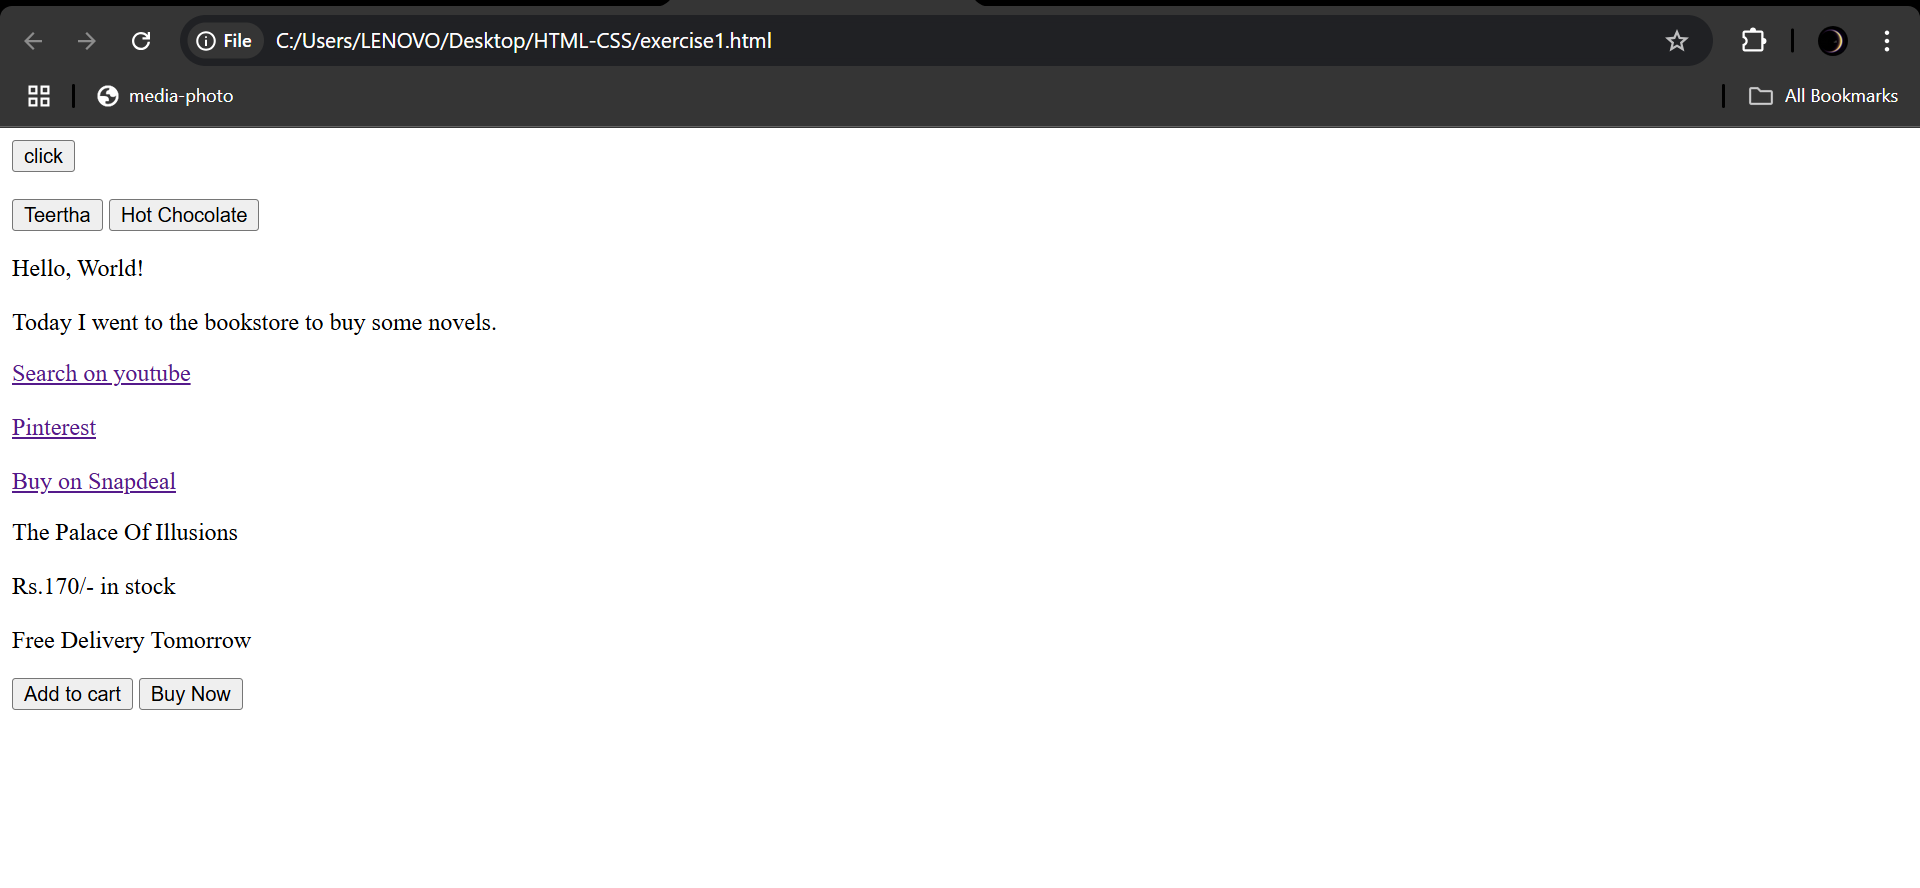 File C:/Users/LENOVO/Desktop/HTML-CSS/exercise1.html
media-photo All Bookmarks
click
Teertha Hot Chocolate
Hello, World!
Today I went to the bookstore to buy some novels.
Search on youtube
Pinterest
Buy on Snapdeal
The Palace Of Illusions
Rs.170/- in stock
Free Delivery Tomorrow
Add to cart Buy Now